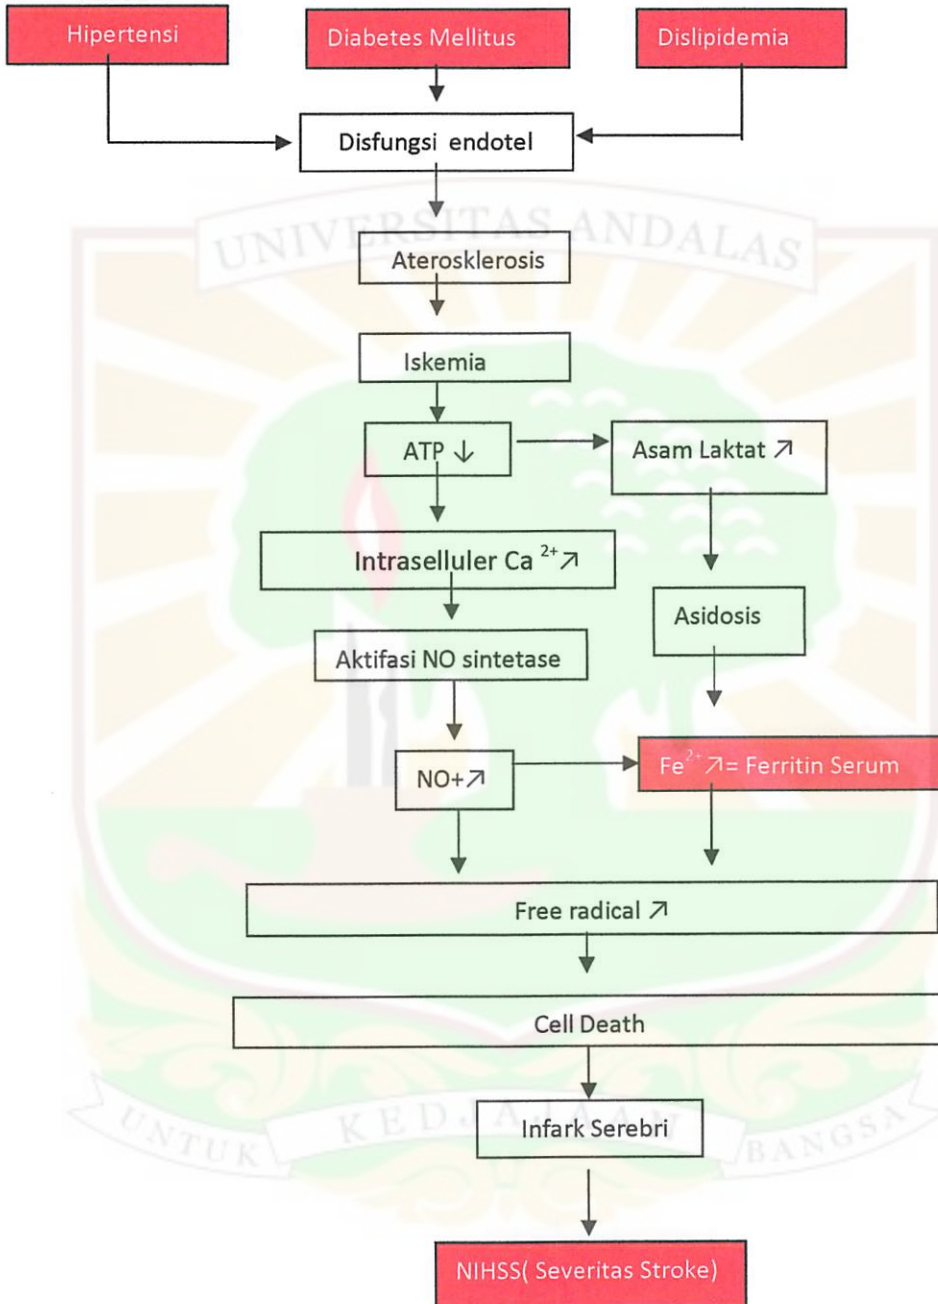 Hipertensi
Diabetes Mellitus
Dislipidemia
Disfungsi endotel
UNIVERSITAS ANDALAS
Aterosklerosis
Iskemia
ATP ↓
Asam Laktat ↗
Intraselluler Ca 2+ ↗
Asidosis
Aktifasi NO sintetase
NO+↗
Fe2+ ↗= Ferritin Serum
Free radical ↗
Cell Death
Infark Serebri
UNTUK KEDJAJAAN BANGSA
NIHSS( Severitas Stroke)